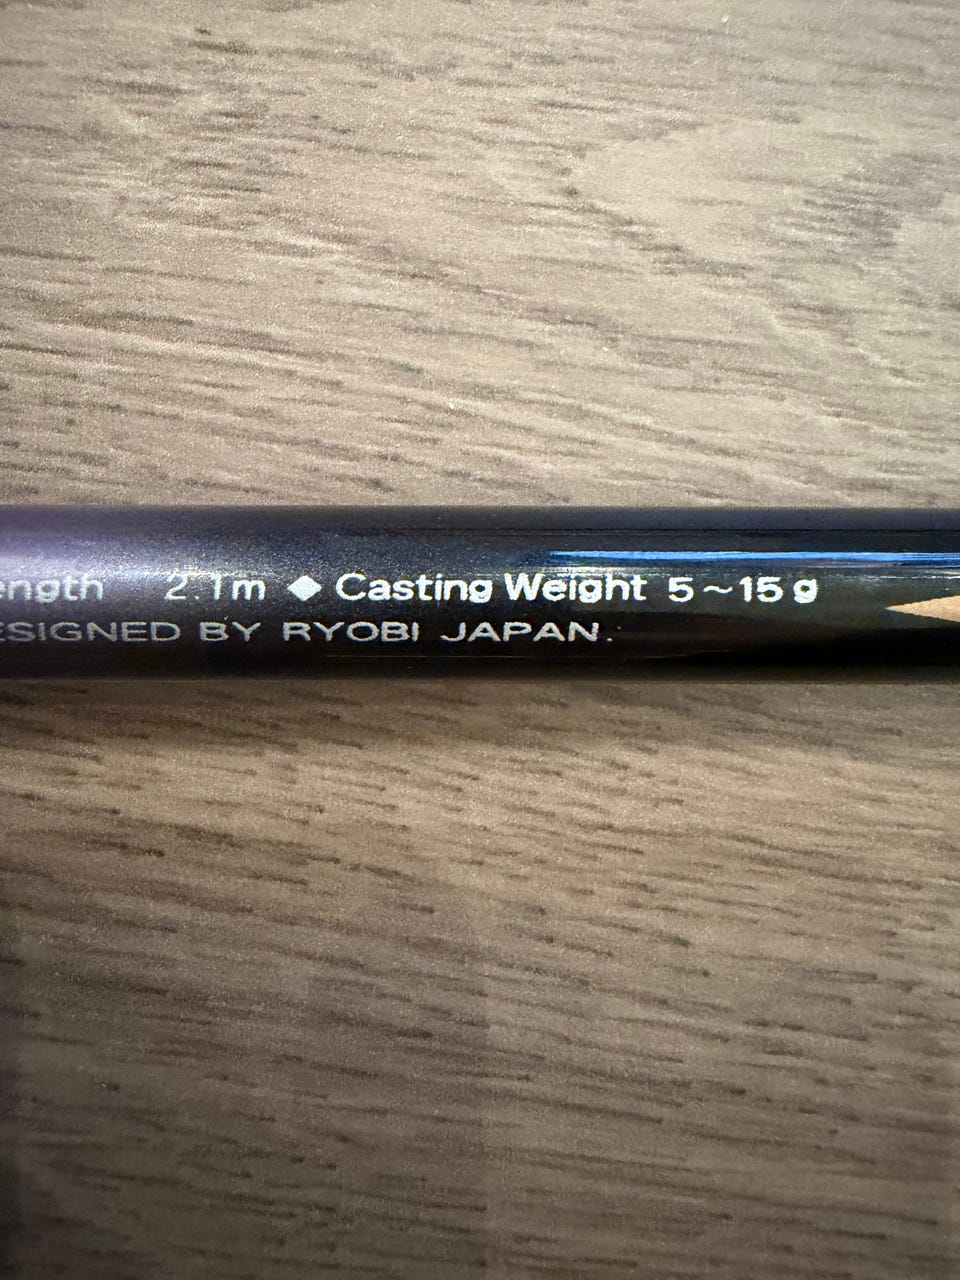 ength 2.1m ◆ Casting Weight 5~15g
ESIGNED BY RYOBI JAPAN.